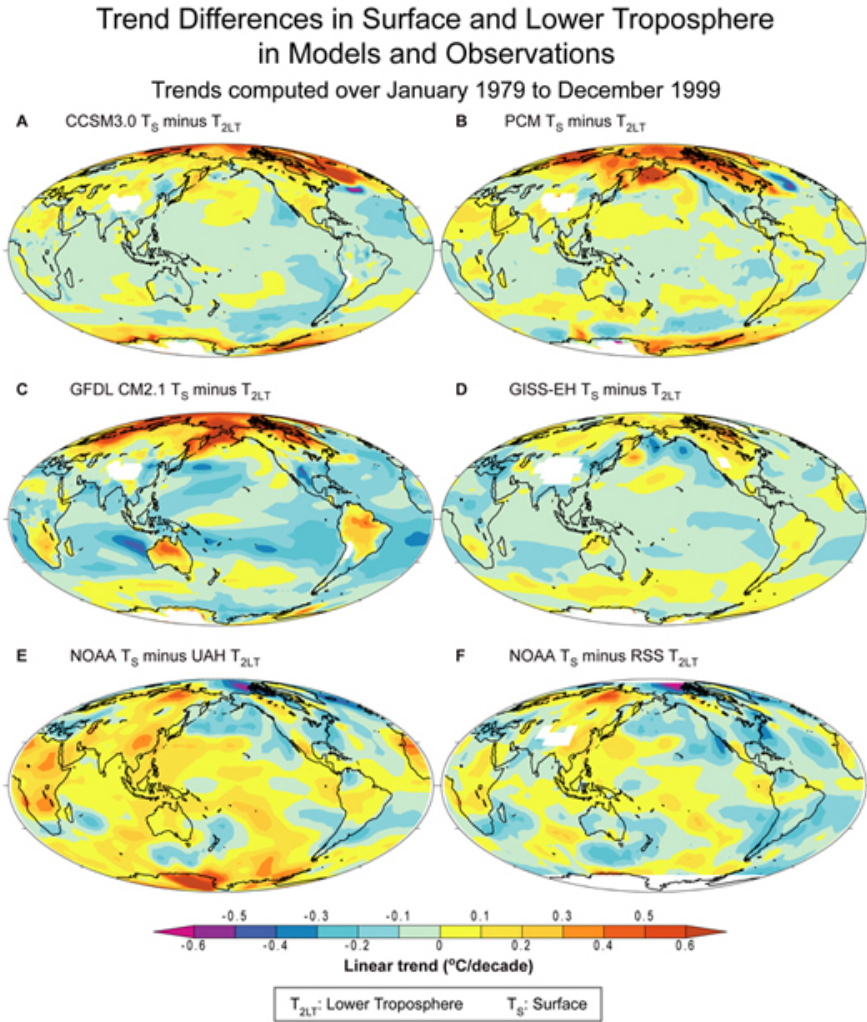 Trend Differences in Surface and Lower Troposphere
in Models and Observations
Trends computed over January 1979 to December 1999
A CCSM3.0 TS minus T2LT
B PCM TS minus T2LT
C GFDL CM2.1 TS minus T2LT
D GISS-EH TS minus T2LT
E NOAA TS minus UAH T2LT
F NOAA TS minus RSS T2LT
-0.5 -0.3 -0.1 0.1 0.3 0.5
-0.6 -0.4 -0.2 0 0.2 0.4 0.6
Linear trend (°C/decade)
T2LT: Lower Troposphere TS: Surface